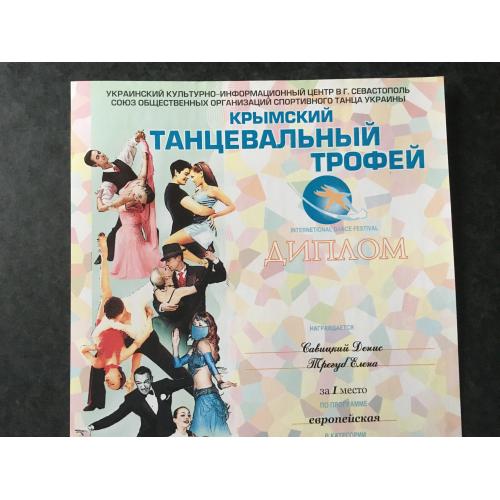 УКРАИНСКИЙ КУЛЬТУРНО-ИНФОРМАЦИОННЫЙ ЦЕНТР В Г. СЕВАСТОПОЛЬ
СОЮЗ ОБЩЕСТВЕННЫХ ОРГАНИЗАЦИЙ СПОРТИВНОГО ТАНЦА УКРАИНЫ
КРЫМСКИЙ
ТАНЦЕВАЛЬНЫЙ
ТРОФЕЙ
INTERNETIONAL DANCE FESTIVAL
ДИПЛОМ
НАГРАЖДАЕТСЯ
Савицкий Денис
Трегуб Елена
за I место
ПО ПРОГРАММЕ
европейская
В КАТЕГОРИИ